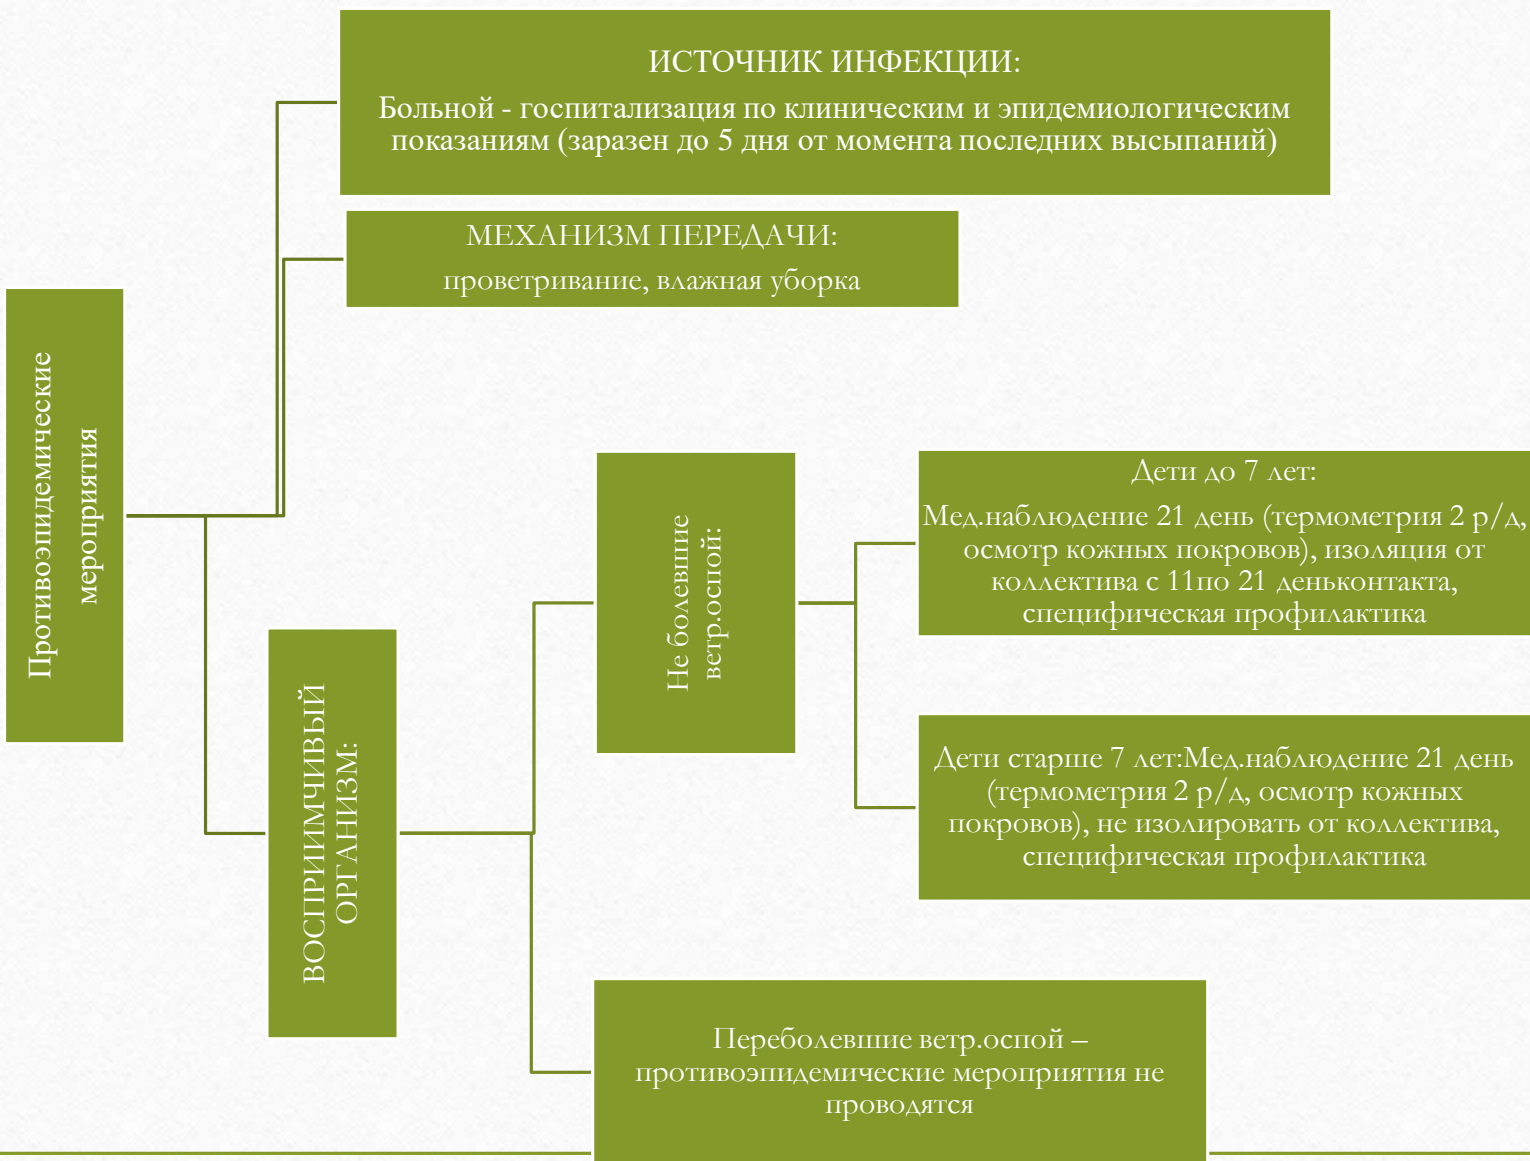 ИСТОЧНИК ИНФЕКЦИИ:
Больной - госпитализация по клиническим и эпидемиологическим
показаниям (заразен до 5 дня от момента последних высыпаний)
МЕХАНИЗМ ПЕРЕДАЧИ:
проветривание, влажная уборка
Противоэпидемические
мероприятия
ВОСПРИИМЧИВЫЙ
ОРГАНИЗМ:
Не болевшие
ветр.оспой:
Дети до 7 лет:
Мед.наблюдение 21 день (термометрия 2 р/д,
осмотр кожных покровов), изоляция от
коллектива с 11по 21 деньконтакта,
специфическая профилактика
Дети старше 7 лет:Мед.наблюдение 21 день
(термометрия 2 р/д, осмотр кожных
покровов), не изолировать от коллектива,
специфическая профилактика
Переболевшие ветр.оспой –
противоэпидемические мероприятия не
проводятся